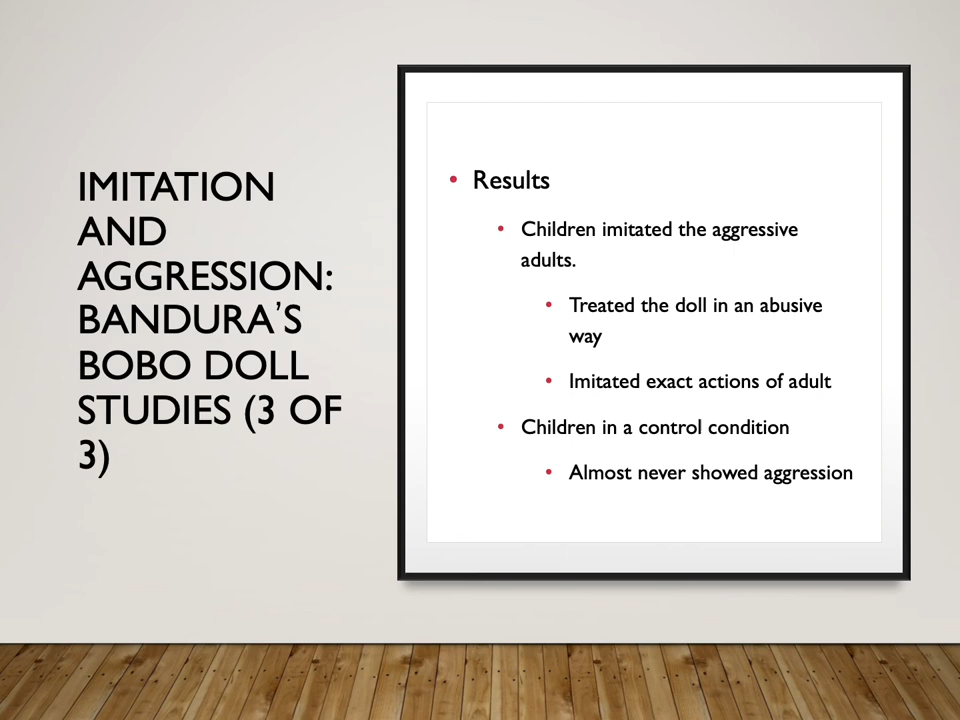 IMITATION
AND
AGGRESSION:
BANDURA’S
BOBO DOLL
STUDIES (3 OF
3)
• Results
• Children imitated the aggressive
adults.
• Treated the doll in an abusive
way
• Imitated exact actions of adult
• Children in a control condition
• Almost never showed aggression